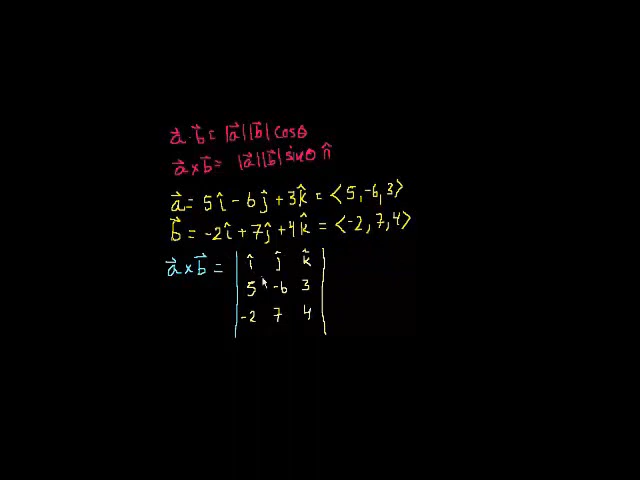 a⃗·b⃗ = |a⃗||b⃗| cosθ
a⃗×b⃗ = |a⃗||b⃗| sinθ n̂
a⃗ = 5î − 6ĵ + 3k̂ = ⟨5, −6, 3⟩
b⃗ = −2î + 7ĵ + 4k̂ = ⟨−2, 7, 4⟩
a⃗×b⃗ = | î ĵ k̂ |
5 −6 3
−2 7 4